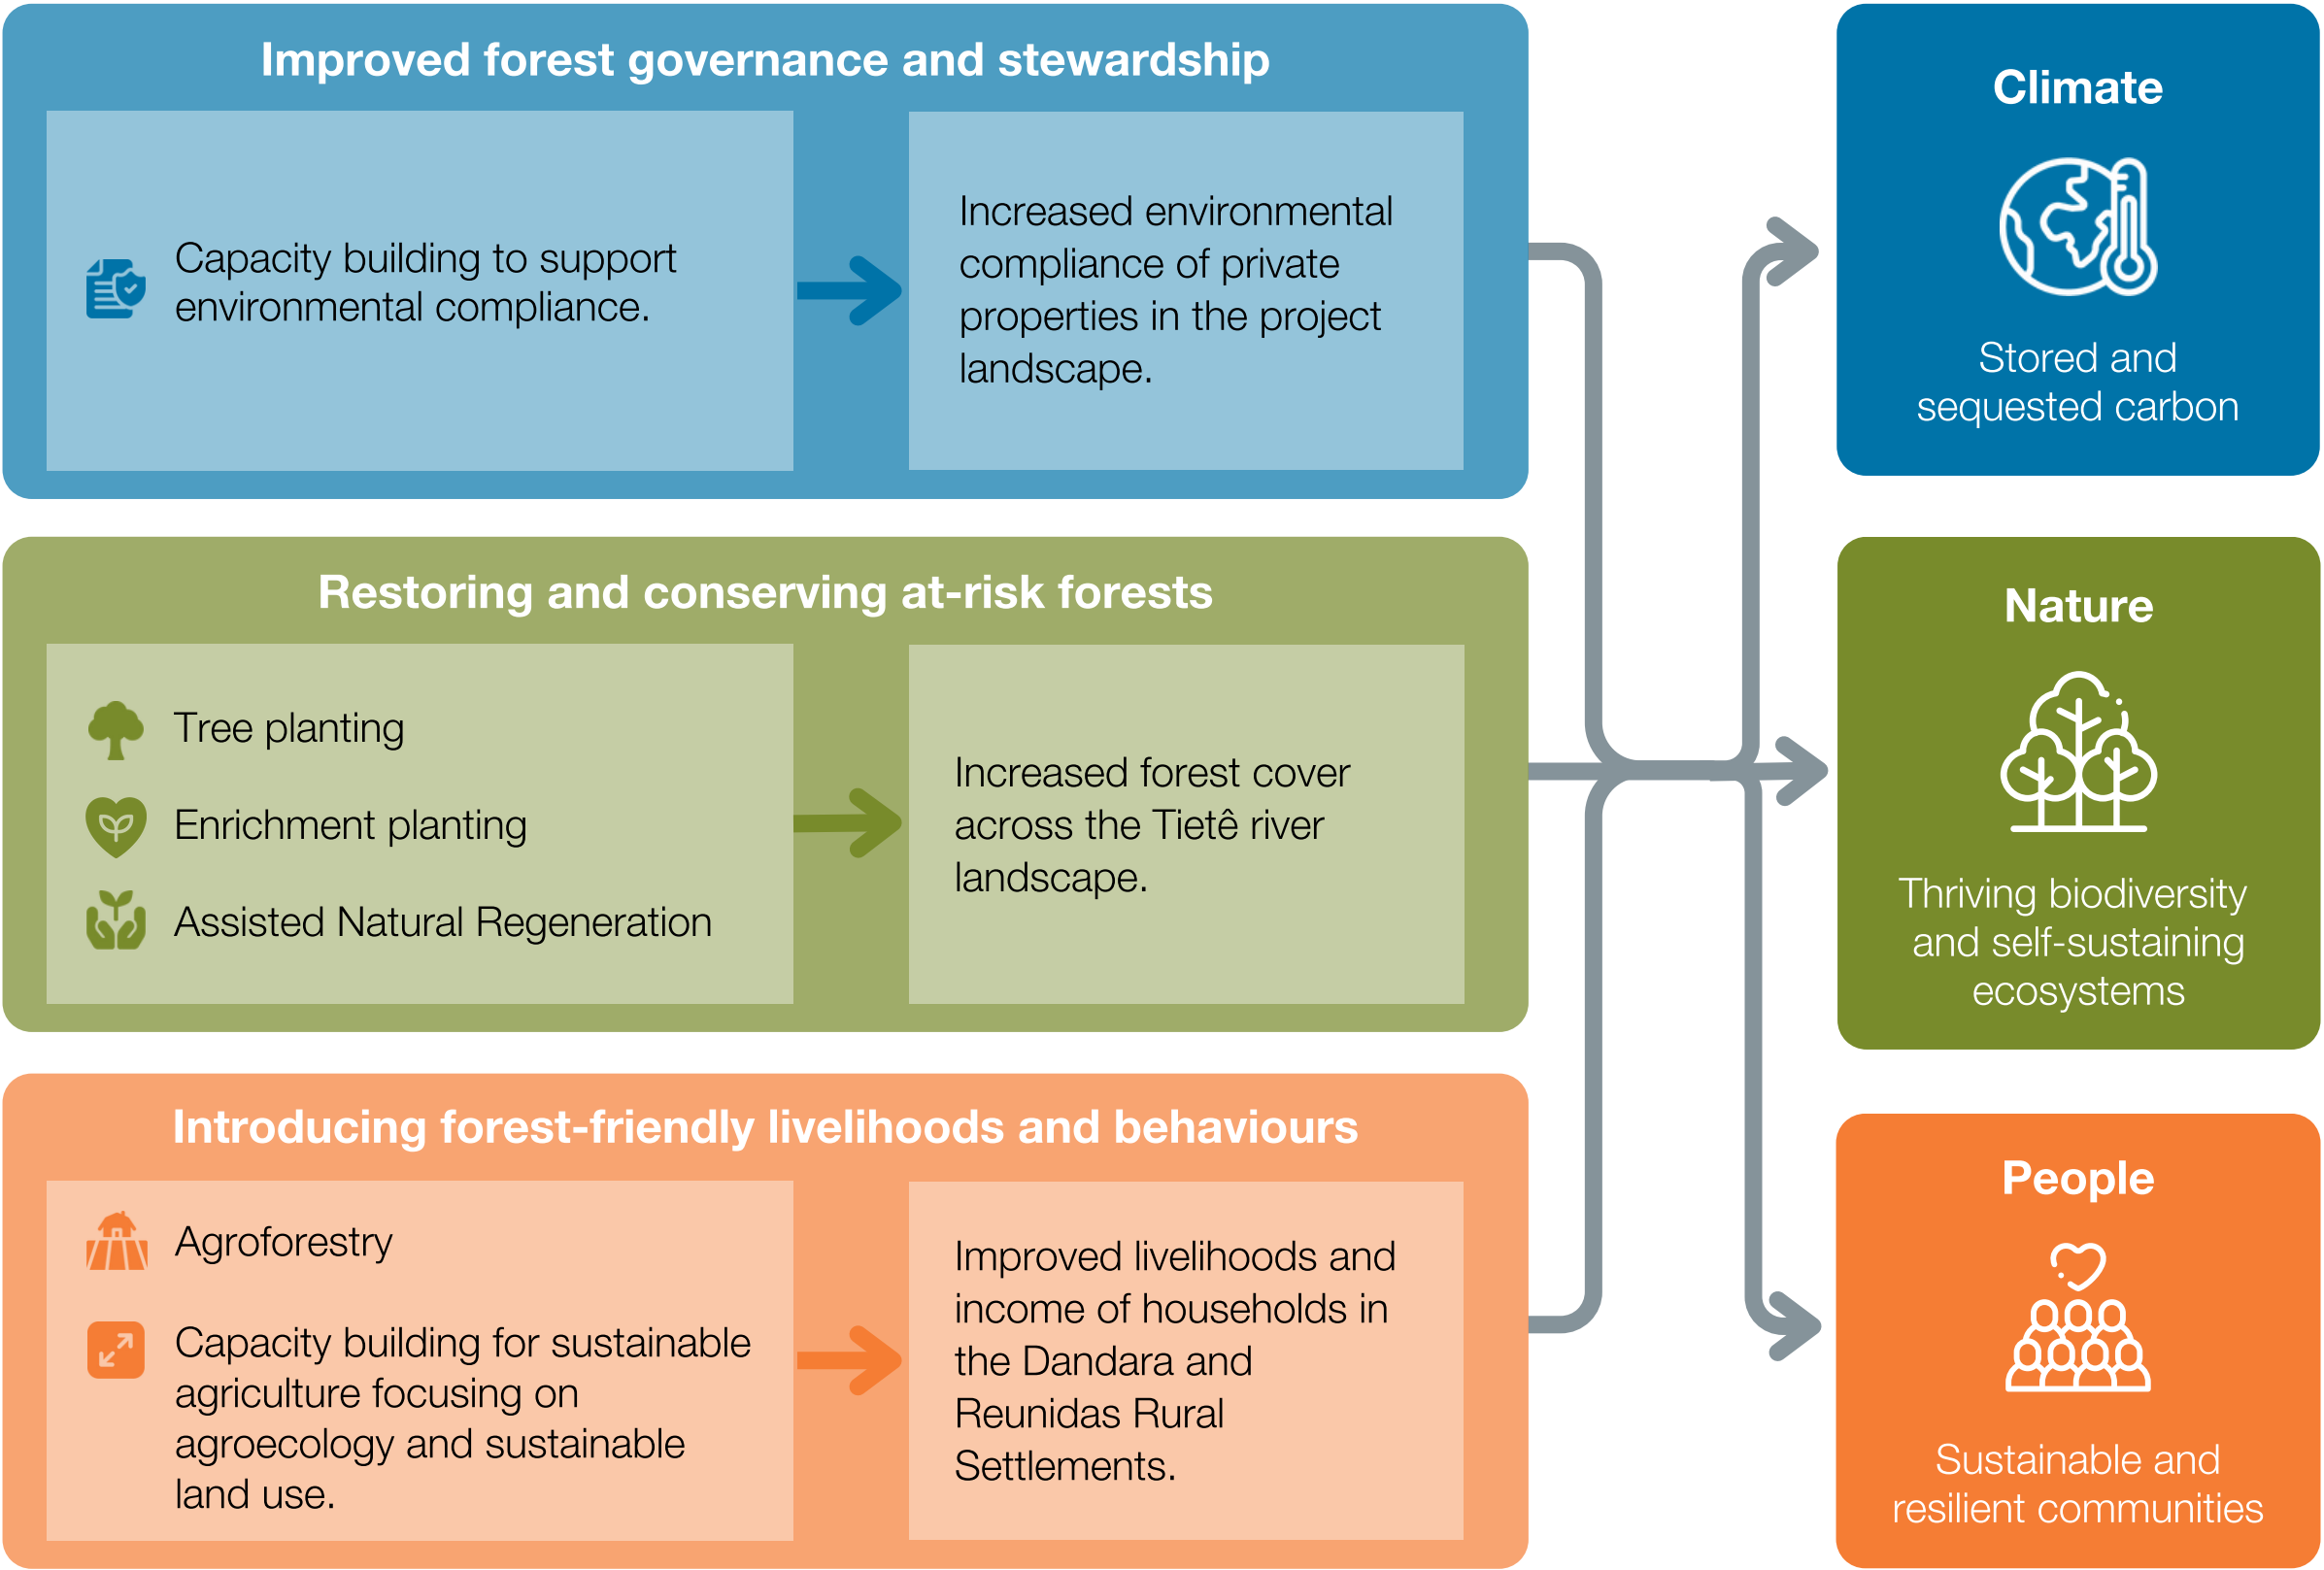 Improved forest governance and stewardship
Capacity building to support
environmental compliance.
Increased environmental
compliance of private
properties in the project
landscape.
Restoring and conserving at-risk forests
Tree planting
Enrichment planting
Assisted Natural Regeneration
Increased forest cover
across the Tietê river
landscape.
Introducing forest-friendly livelihoods and behaviours
Agroforestry
Capacity building for sustainable
agriculture focusing on
agroecology and sustainable
land use.
Improved livelihoods and
income of households in
the Dandara and
Reunidas Rural
Settlements.
Climate
Stored and
sequested carbon
Nature
Thriving biodiversity
and self-sustaining
ecosystems
People
Sustainable and
resilient communities